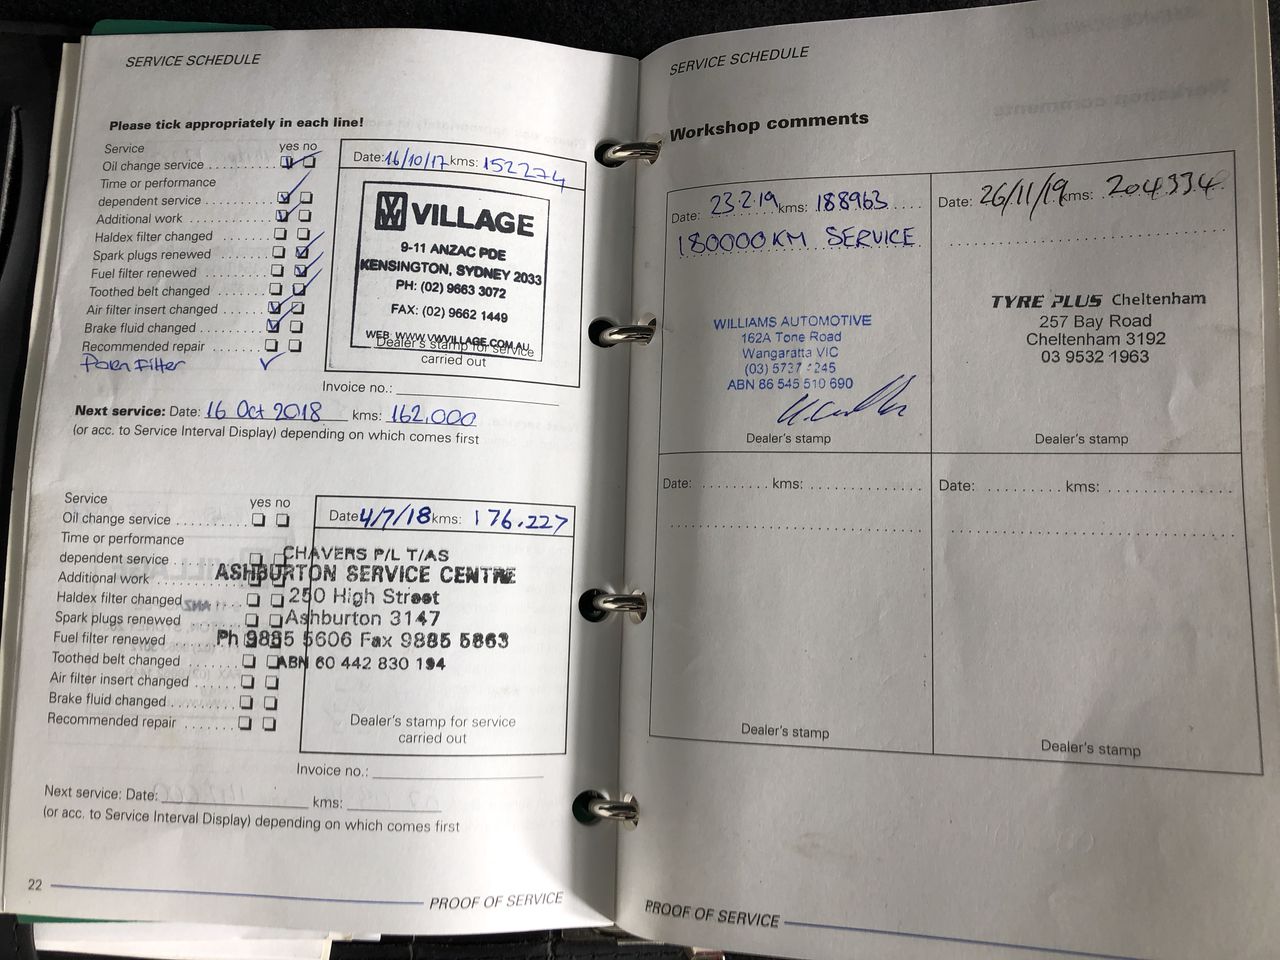 SERVICE SCHEDULE
Please tick appropriately in each line!
Service yes no
Oil change service
Time or performance
dependent service
Additional work
Haldex filter changed
Spark plugs renewed
Fuel filter renewed
Toothed belt changed
Air filter insert changed
Brake fluid changed
Recommended repair
Polen Filter ✓
Date: 16/10/17 kms: 152274
VILLAGE
9-11 ANZAC PDE
KENSINGTON, SYDNEY 2033
PH: (02) 9663 3072
FAX: (02) 9662 1449
WEB: WWW.VWVILLAGE.COM.AU
Dealer's stamp for service
carried out
Invoice no.:
Next service: Date: 16 Oct 2018 kms: 162.000
(or acc. to Service Interval Display) depending on which comes first
Service yes no
Oil change service
Time or performance
dependent service
Additional work
Haldex filter changed
Spark plugs renewed
Fuel filter renewed
Toothed belt changed
Air filter insert changed
Brake fluid changed
Recommended repair
Date 4/7/18 kms: 176.227
CHAVERS P/L T/AS
ASHBURTON SERVICE CENTRE
250 High Street
Ashburton 3147
Ph 9885 5606 Fax 9885 5863
ABN 60 442 830 194
Dealer's stamp for service
carried out
Invoice no.:
Next service: Date: kms:
(or acc. to Service Interval Display) depending on which comes first
22 PROOF OF SERVICE
SERVICE SCHEDULE
Workshop comments
Date: 23.2.19 kms: 188963
180000KM SERVICE
WILLIAMS AUTOMOTIVE
162A Tone Road
Wangaratta VIC
(03) 5737 245
ABN 86 545 510 690
Dealer's stamp
Date: 26/11/19 kms: 204334
TYRE PLUS Cheltenham
257 Bay Road
Cheltenham 3192
03 9532 1963
Dealer's stamp
Date: kms:
Dealer's stamp
Date: kms:
Dealer's stamp
PROOF OF SERVICE